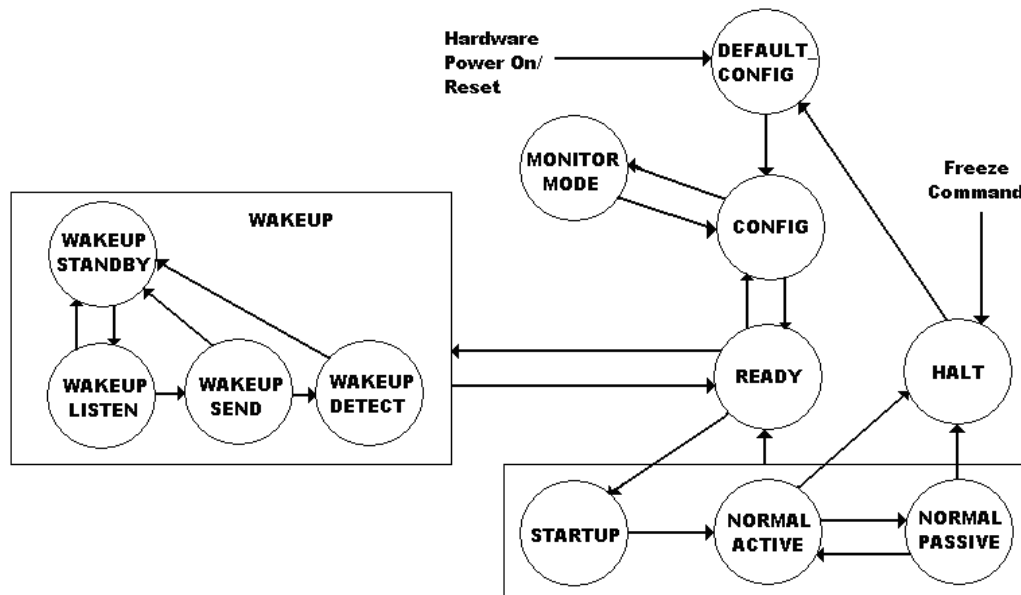 Hardware
Power On/
Reset
DEFAULT_
CONFIG
MONITOR
MODE
Freeze
Command
CONFIG
WAKEUP
WAKEUP
STANDBY
WAKEUP
LISTEN
WAKEUP
SEND
WAKEUP
DETECT
READY
HALT
STARTUP
NORMAL
ACTIVE
NORMAL
PASSIVE